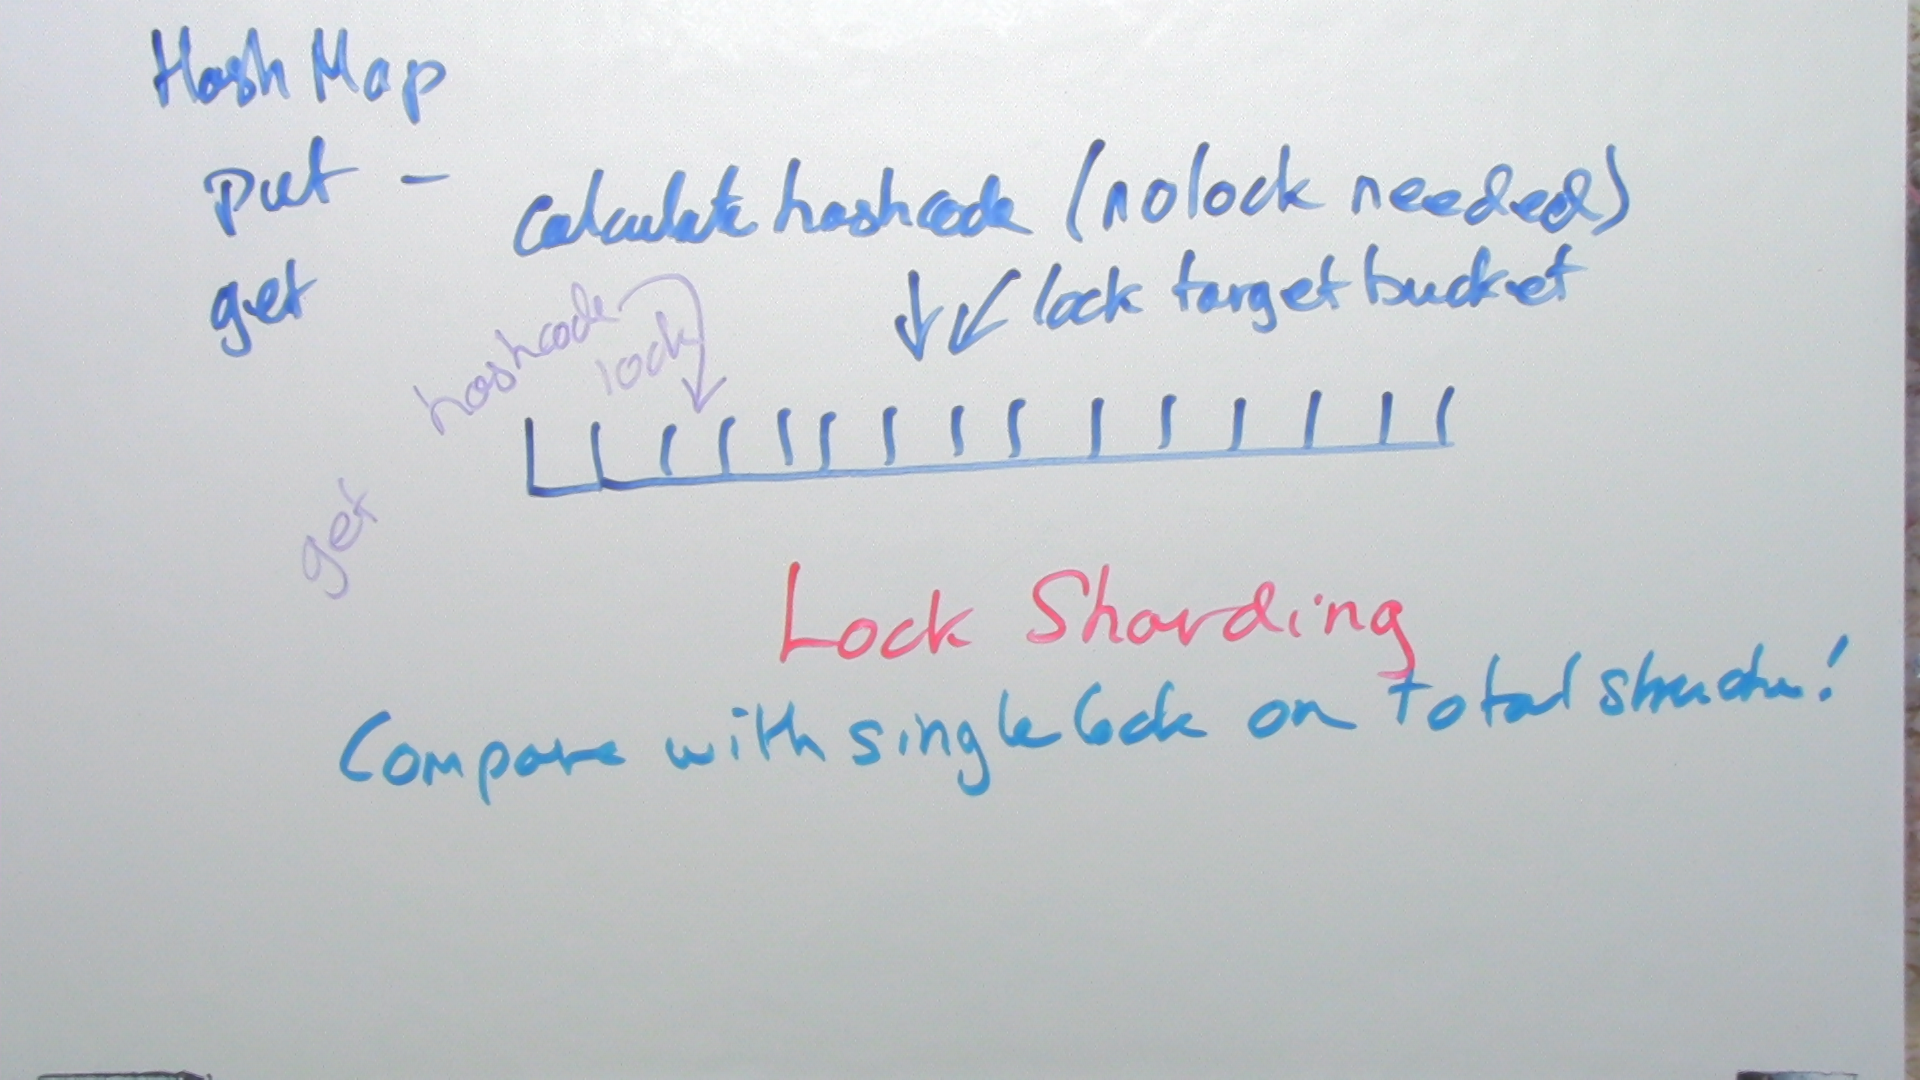 Hash Map
put - calculate hashcode (no lock needed)
get
↓ ↙ lock target bucket
hashcode
lock
get
Lock Sharding
Compare with single lock on total structure!